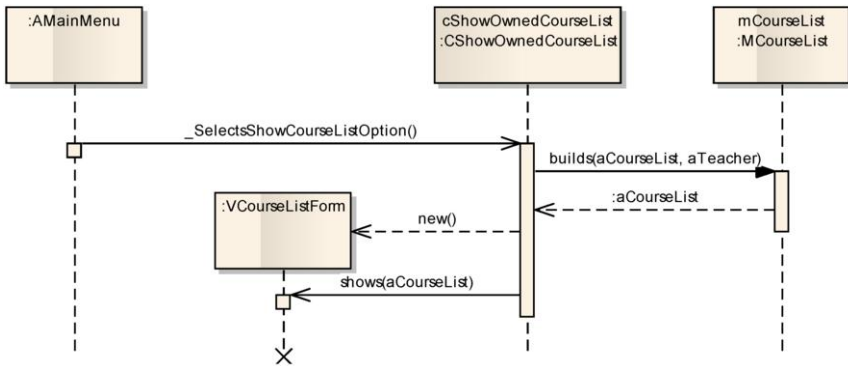 :AMainMenu
cShowOwnedCourseList
:CShowOwnedCourseList
mCourseList
:MCourseList
_SelectsShowCourseListOption()
builds(aCourseList, aTeacher)
:aCourseList
:VCourseListForm
new()
shows(aCourseList)